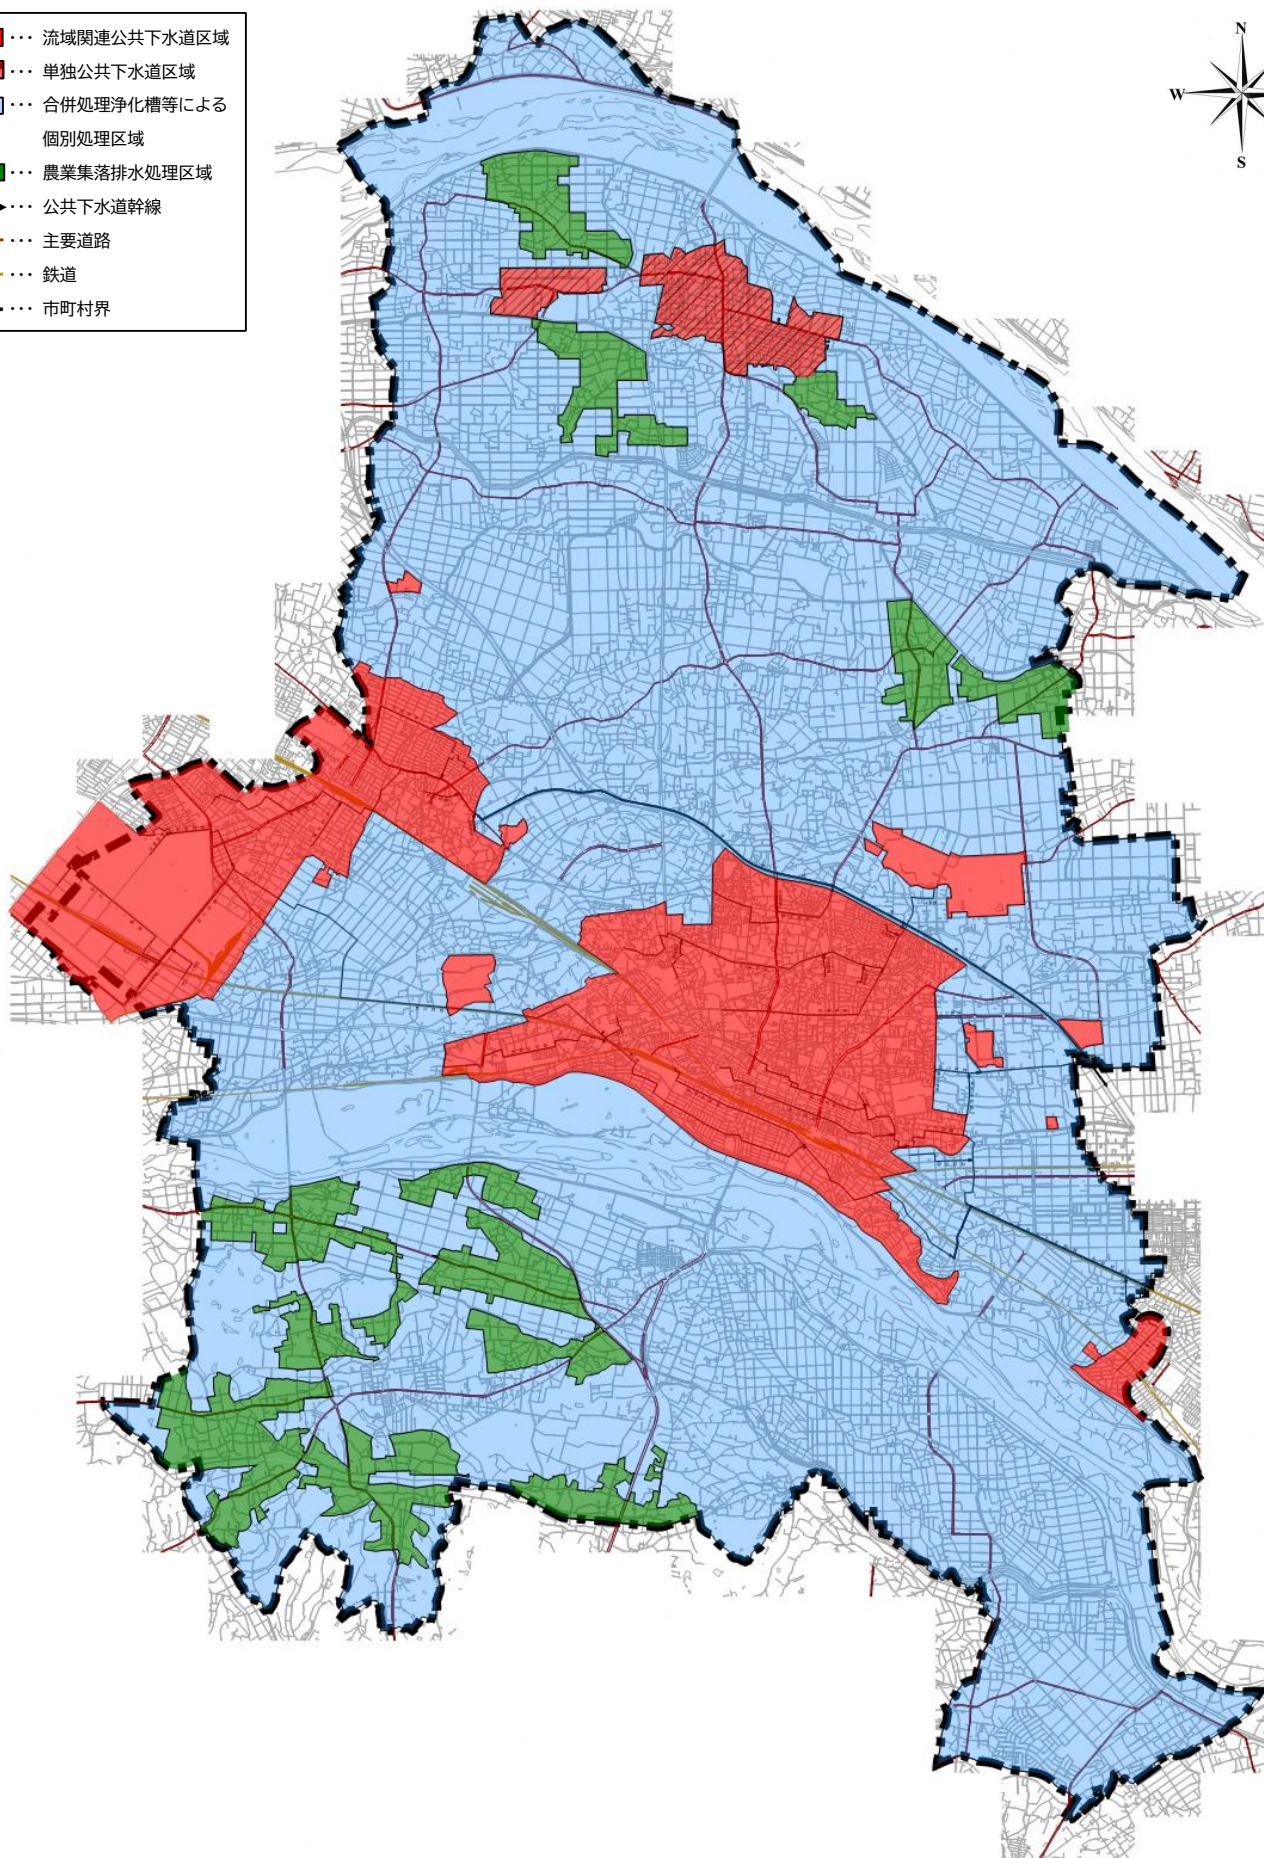 ･･･ 流域関連公共下水道区域
･･･ 単独公共下水道区域
･･･ 合併処理浄化槽等による
個別処理区域
･･･ 農業集落排水処理区域
･･･ 公共下水道幹線
･･･ 主要道路
･･･ 鉄道
･･･ 市町村界
N
W
S